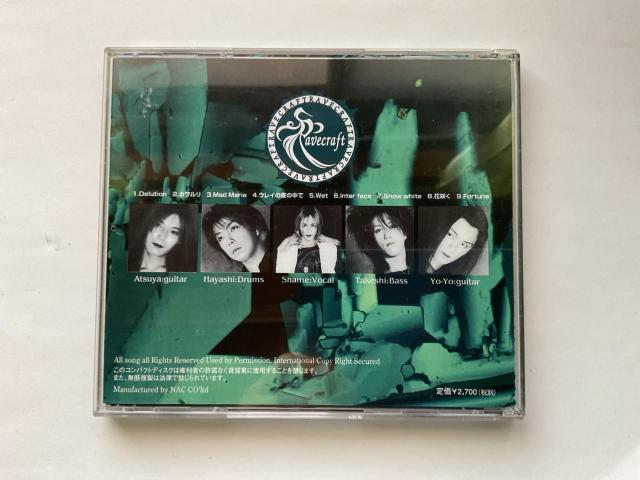 RAVECRAFTRAVECRAFTRAVECRAFTRAVECRAFT
Ravecraft
1.Delution 2.ホワルリ 3.Mad Maria 4.ウレイの夜の中で 5.Wet 6.Inter face 7.Snow white 8.花咲く 9.Fortune
Atsuya:guitar Hayashi:Drums Shame:Vocal Takeshi:Bass Yo-Yo:guitar
All song all Rights Reserved Used by Permission. International Copy Right Secured
このコンパクトディスクは権利者の許諾なく賃貸業に使用することを禁じます。
また、無断複製は法律で禁じられています。
Manufactured by NAC CO'ltd
定価¥2,700(税別)